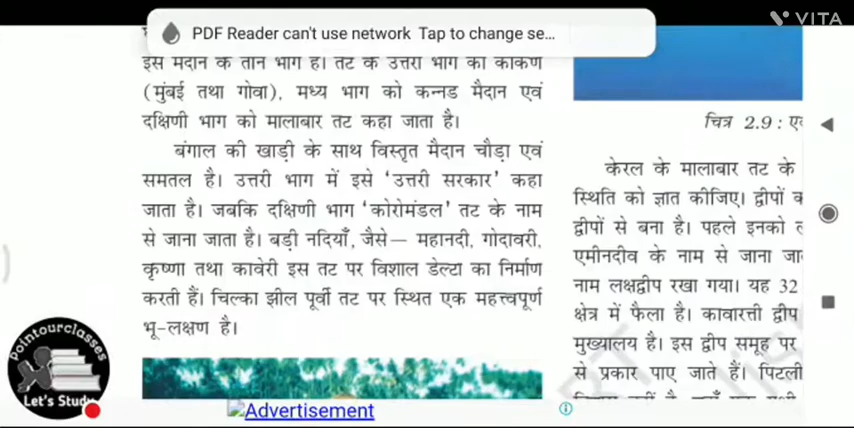 VITA
PDF Reader can't use network Tap to change se...
इस मैदान के तीन भाग हैं। तट के उत्तरी भाग को कोंकण
(मुंबई तथा गोवा), मध्य भाग को कन्नड मैदान एवं
दक्षिणी भाग को मालाबार तट कहा जाता है।
बंगाल की खाड़ी के साथ विस्तृत मैदान चौड़ा एवं
समतल है। उत्तरी भाग में इसे ‘उत्तरी सरकार’ कहा
जाता है। जबकि दक्षिणी भाग ‘कोरोमंडल’ तट के नाम
से जाना जाता है। बड़ी नदियाँ, जैसे— महानदी, गोदावरी,
कृष्णा तथा कावेरी इस तट पर विशाल डेल्टा का निर्माण
करती हैं। चिल्का झील पूर्वी तट पर स्थित एक महत्त्वपूर्ण
भू-लक्षण है।
चित्र 2.9 :
केरल के मालाबार तट के
स्थिति को ज्ञात कीजिए। द्वीपों
द्वीपों से बना है। पहले इनको
एमीनदीव के नाम से जाना
नाम लक्षद्वीप रखा गया। यह 32
क्षेत्र में फैला है। कावारत्ती द्वीप
मुख्यालय है। इस द्वीप समूह पर
से प्रकार पाए जाते हैं। पिटली
Pointourclasses
Let's Study
Advertisement